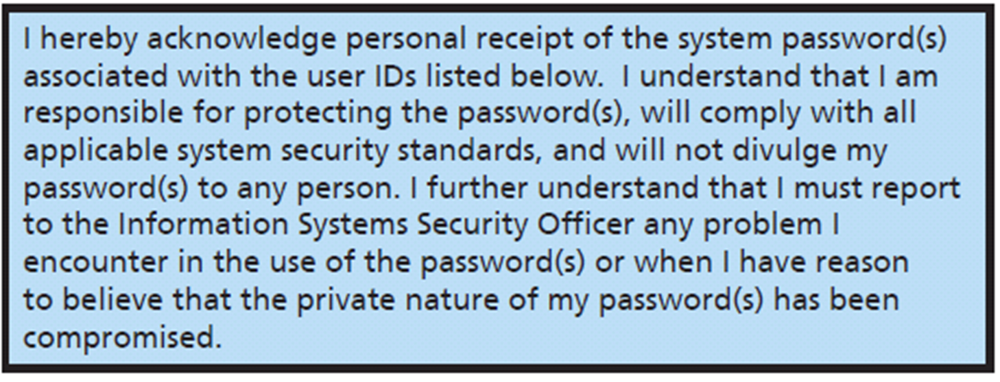 I hereby acknowledge personal receipt of the system password(s)
associated with the user IDs listed below.  I understand that I am
responsible for protecting the password(s), will comply with all
applicable system security standards, and will not divulge my
password(s) to any person. I further understand that I must report
to the Information Systems Security Officer any problem I
encounter in the use of the password(s) or when I have reason
to believe that the private nature of my password(s) has been
compromised.